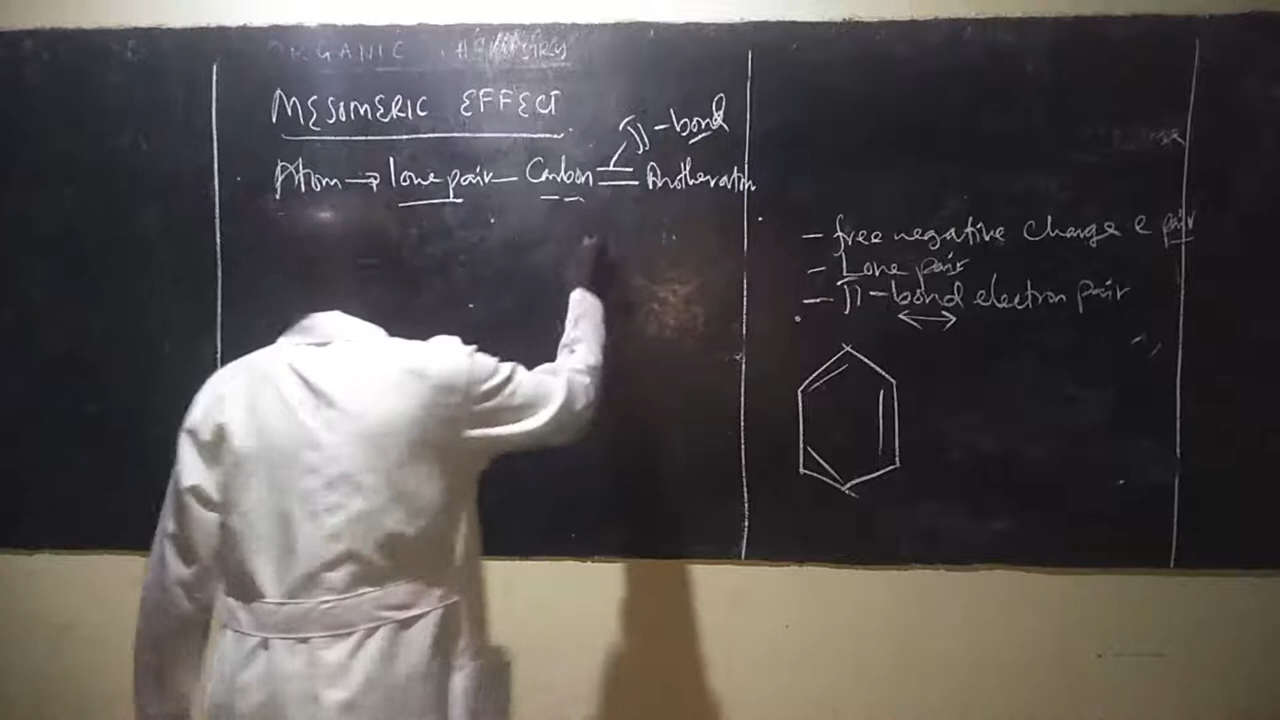 ORGANIC CHEMISTRY
MESOMERIC EFFECT
π-bond
Atom → lone pair - Carbon = Another atom
- free negative charge e pair
- Lone pair
- π-bond electron pair